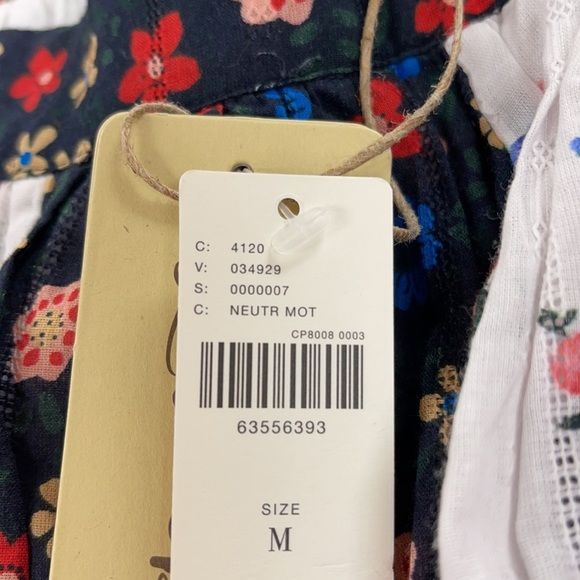 C: 4120
V: 034929
S: 0000007
C: NEUTR MOT
CP8008 0003
63556393
SIZE
M